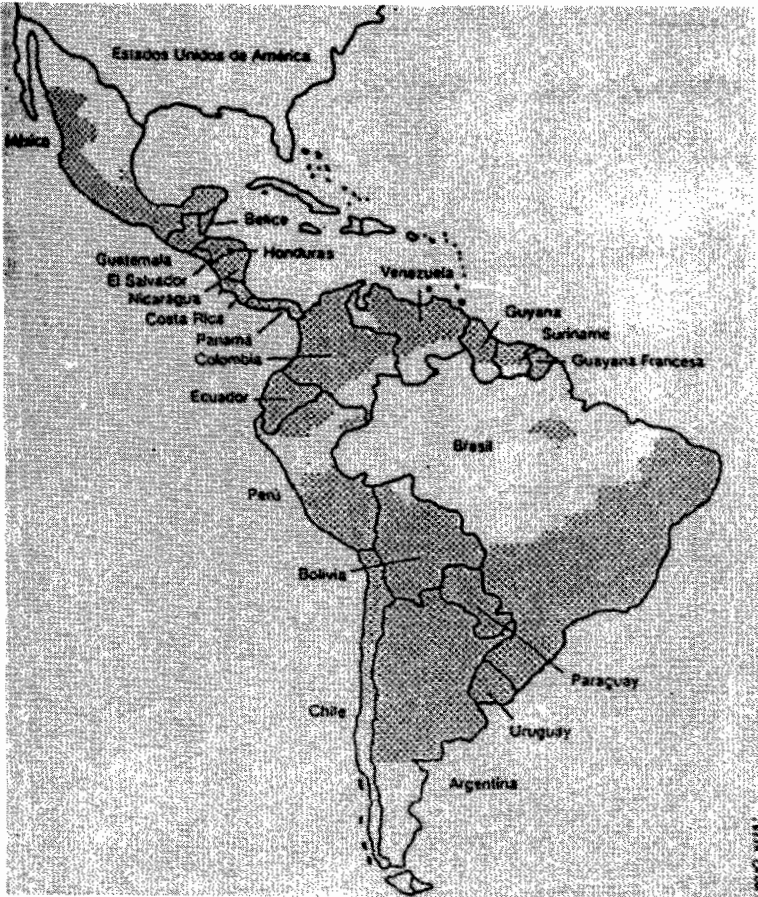 Estados Unidos de América
México
Belice
Honduras
Guatemala
El Salvador
Nicaragua
Costa Rica
Panamá
Venezuela
Guyana
Suriname
Guayana Francesa
Colombia
Ecuador
Brasil
Perú
Bolivia
Paraguay
Chile
Uruguay
Argentina